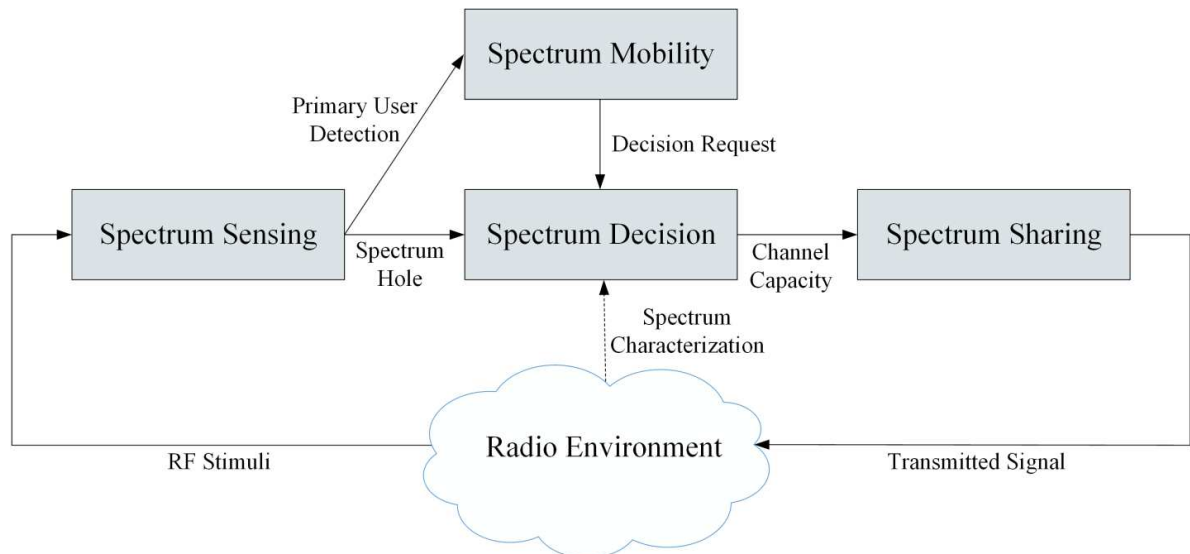 Spectrum Mobility
Primary User
Detection
Decision Request
Spectrum Sensing
Spectrum
Hole
Spectrum Decision
Channel
Capacity
Spectrum Sharing
Spectrum
Characterization
Radio Environment
RF Stimuli
Transmitted Signal